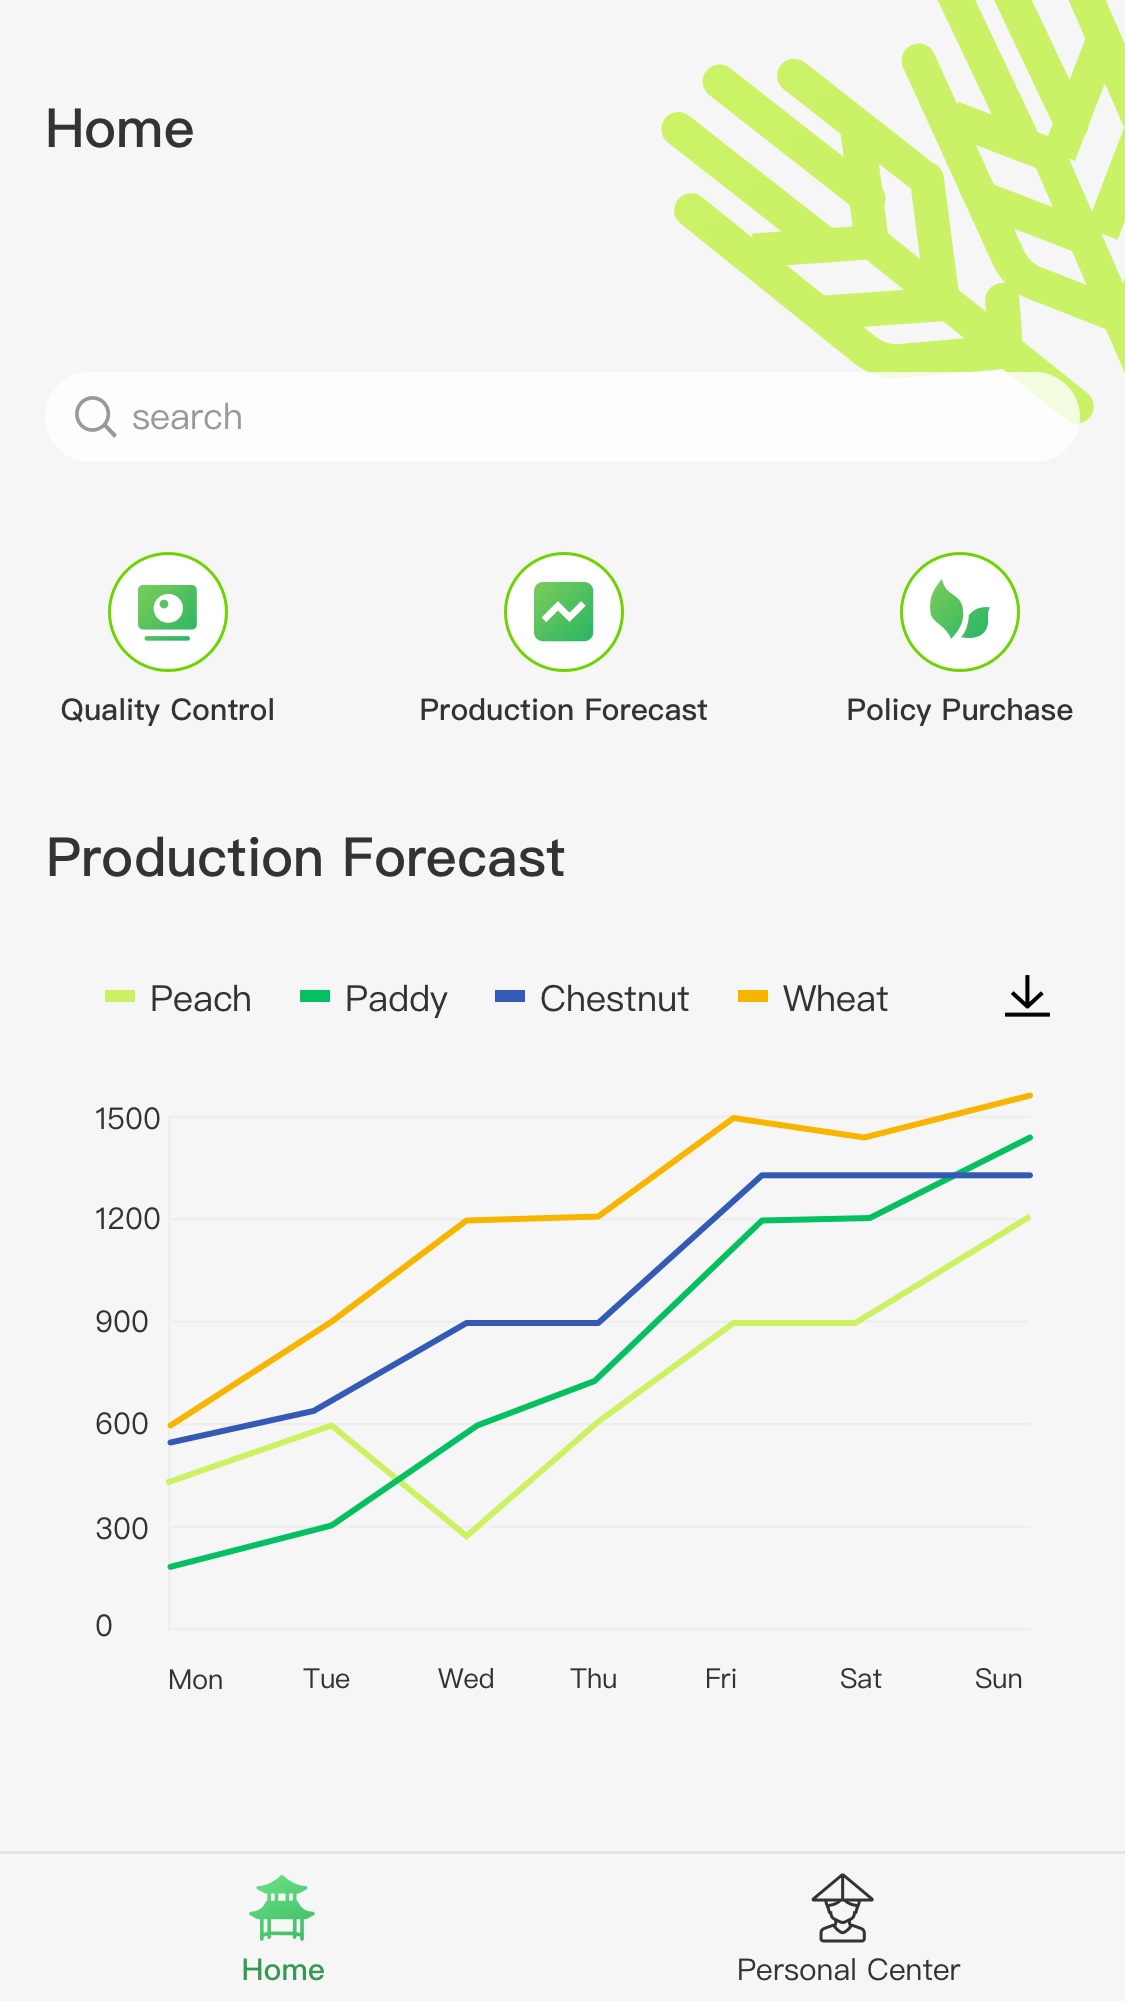 Home
search
Quality Control
Production Forecast
Policy Purchase
Production Forecast
Peach
Paddy
Chestnut
Wheat
1500
1200
900
600
300
0
Mon
Tue
Wed
Thu
Fri
Sat
Sun
Home
Personal Center